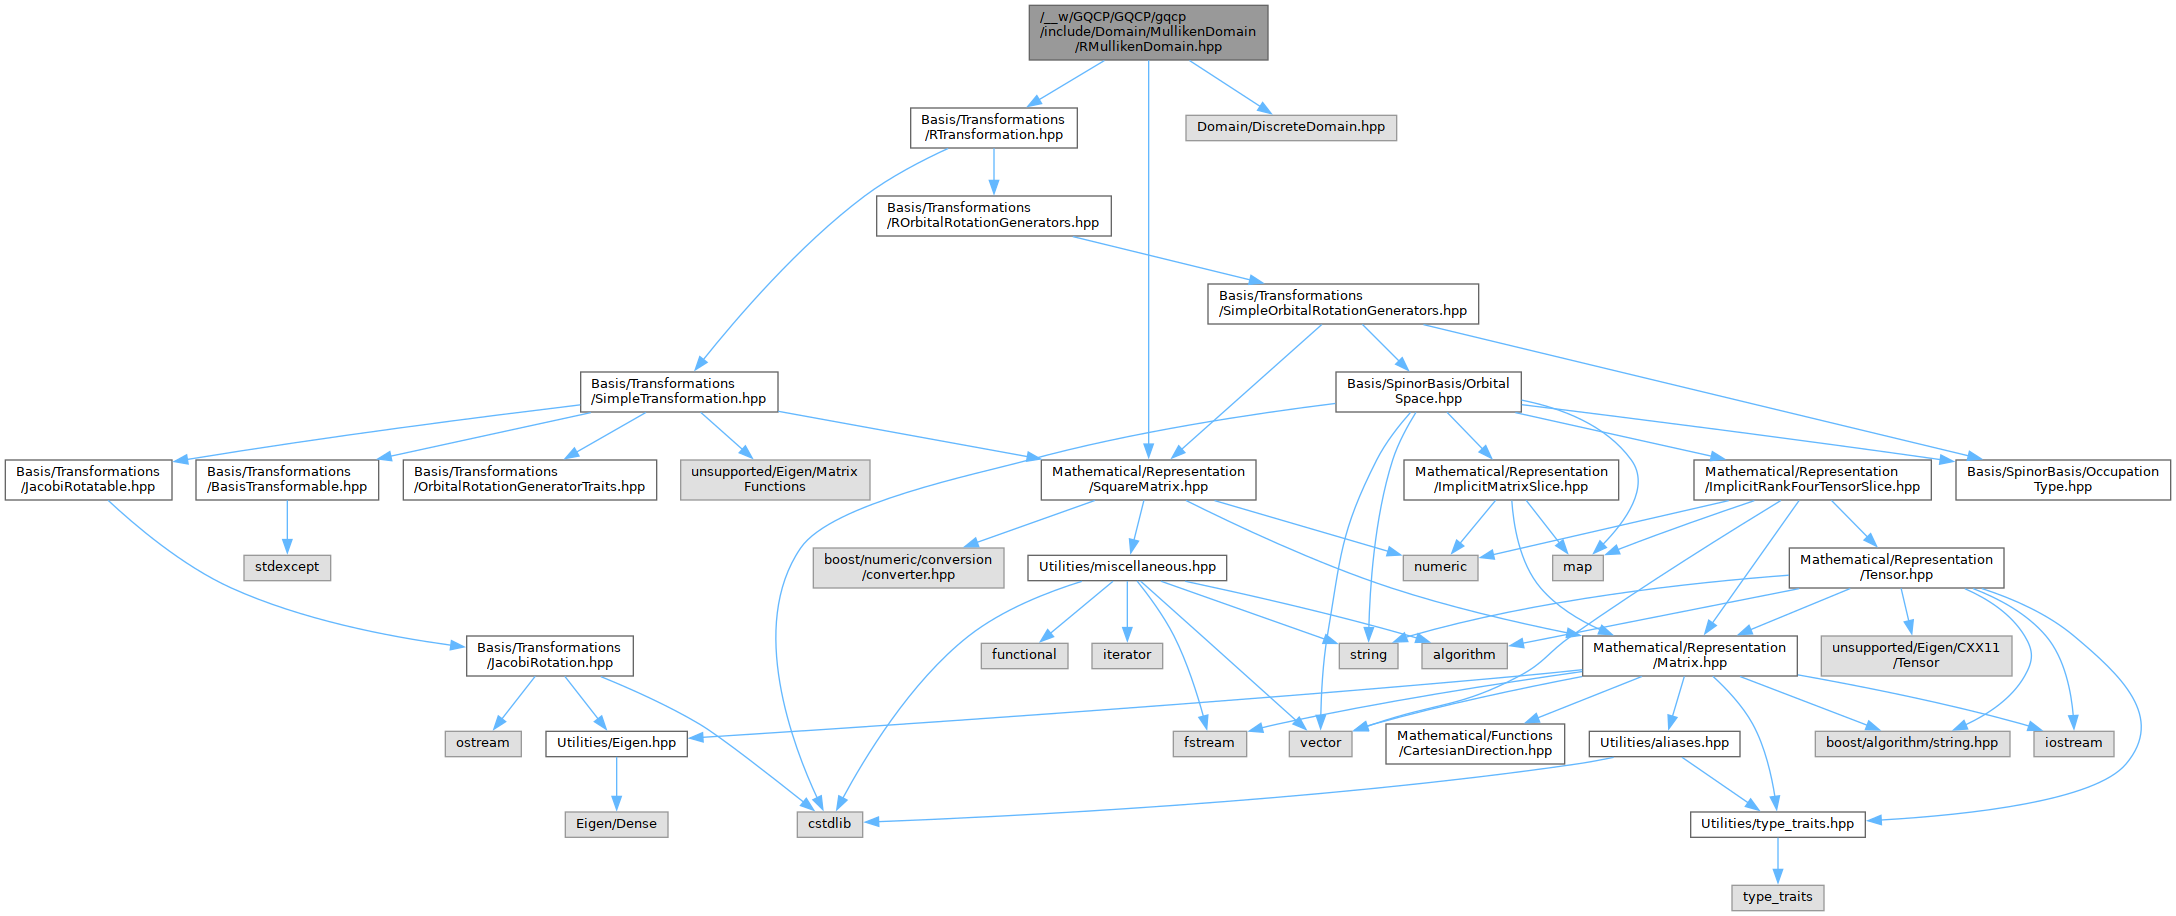 /__w/GQCP/GQCP/gqcp
/include/Domain/MullikenDomain
/RMullikenDomain.hpp
Basis/Transformations
/RTransformation.hpp
Domain/DiscreteDomain.hpp
Basis/Transformations
/ROrbitalRotationGenerators.hpp
Basis/Transformations
/SimpleOrbitalRotationGenerators.hpp
Basis/Transformations
/SimpleTransformation.hpp
Basis/SpinorBasis/Orbital
Space.hpp
Basis/Transformations
/JacobiRotatable.hpp
Basis/Transformations
/BasisTransformable.hpp
Basis/Transformations
/OrbitalRotationGeneratorTraits.hpp
unsupported/Eigen/Matrix
Functions
Mathematical/Representation
/SquareMatrix.hpp
Mathematical/Representation
/ImplicitMatrixSlice.hpp
Mathematical/Representation
/ImplicitRankFourTensorSlice.hpp
Basis/SpinorBasis/Occupation
Type.hpp
stdexcept
boost/numeric/conversion
/converter.hpp
Utilities/miscellaneous.hpp
numeric
map
Mathematical/Representation
/Tensor.hpp
Basis/Transformations
/JacobiRotation.hpp
functional
iterator
string
algorithm
Mathematical/Representation
/Matrix.hpp
unsupported/Eigen/CXX11
/Tensor
ostream
Utilities/Eigen.hpp
fstream
vector
Mathematical/Functions
/CartesianDirection.hpp
Utilities/aliases.hpp
boost/algorithm/string.hpp
iostream
Eigen/Dense
cstdlib
Utilities/type_traits.hpp
type_traits